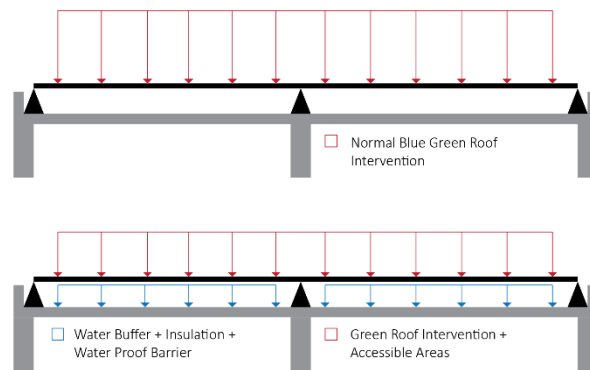 Normal Blue Green Roof
Intervention
Water Buffer + Insulation +
Water Proof Barrier
Green Roof Intervention +
Accessible Areas